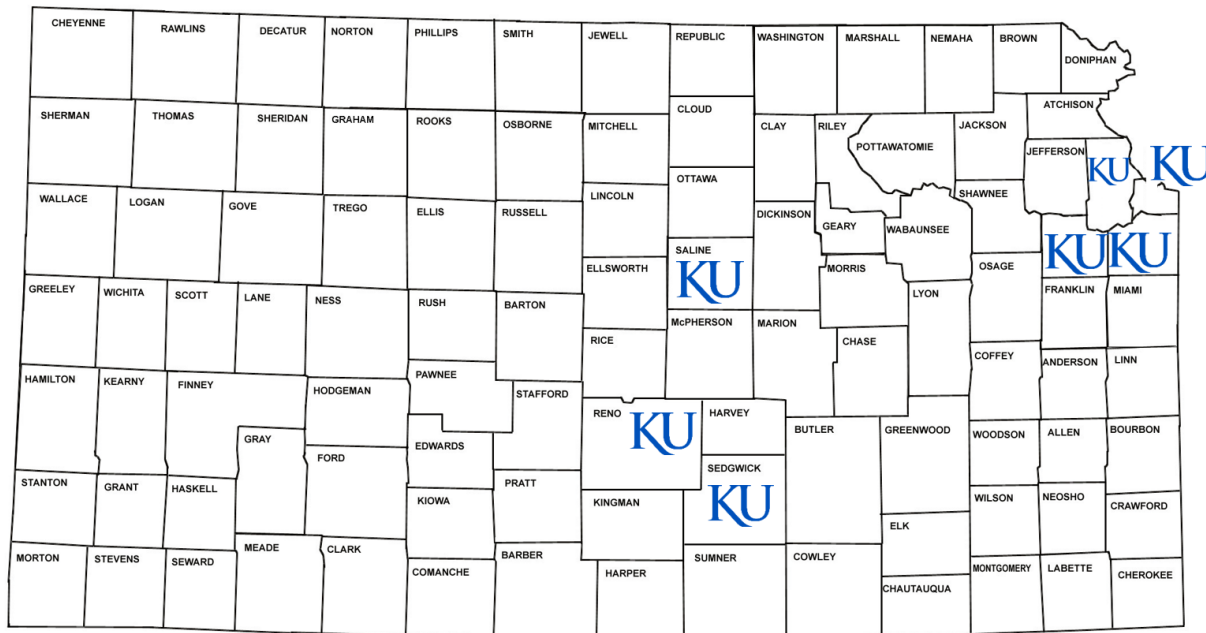 CHEYENNE RAWLINS DECATUR NORTON PHILLIPS SMITH JEWELL REPUBLIC WASHINGTON MARSHALL NEMAHA BROWN
DONIPHAN
SHERMAN THOMAS SHERIDAN GRAHAM ROOKS OSBORNE MITCHELL CLOUD CLAY RILEY POTTAWATOMIE JACKSON ATCHISON
JEFFERSON KU KU
WALLACE LOGAN GOVE TREGO ELLIS RUSSELL LINCOLN OTTAWA DICKINSON GEARY WABAUNSEE SHAWNEE
KU KU
SALINE
KU
ELLSWORTH MORRIS OSAGE
GREELEY WICHITA SCOTT LANE NESS RUSH BARTON LYON FRANKLIN MIAMI
RICE McPHERSON MARION CHASE
HAMILTON KEARNY FINNEY HODGEMAN PAWNEE STAFFORD COFFEY ANDERSON LINN
RENO KU HARVEY BUTLER GREENWOOD WOODSON ALLEN BOURBON
GRAY FORD EDWARDS
SEDGWICK
KU
STANTON GRANT HASKELL KIOWA PRATT KINGMAN WILSON NEOSHO CRAWFORD
ELK
MORTON STEVENS SEWARD MEADE CLARK COMANCHE BARBER HARPER SUMNER COWLEY CHAUTAUQUA MONTGOMERY LABETTE CHEROKEE